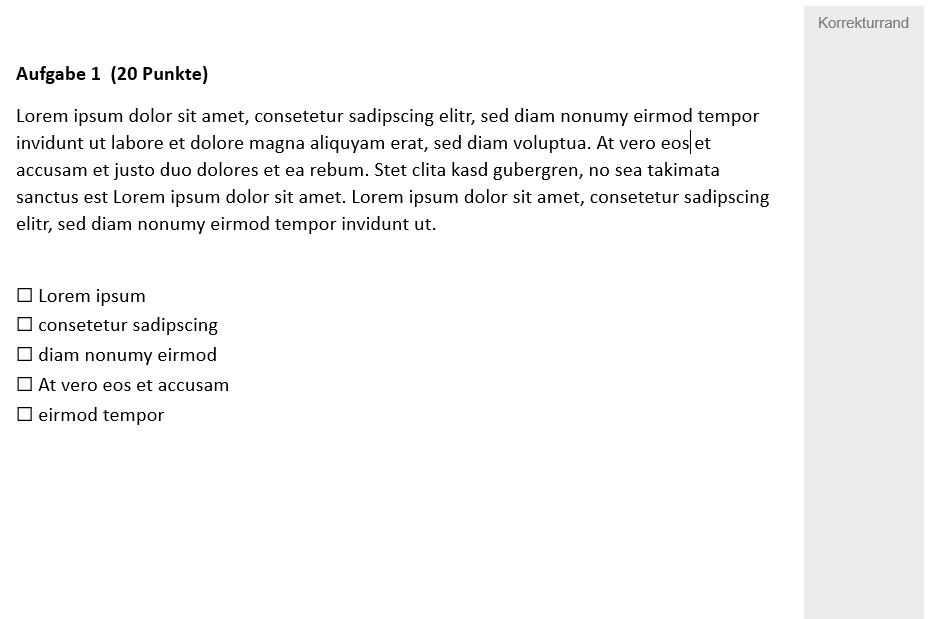 Korrekturrand
Aufgabe 1  (20 Punkte)
Lorem ipsum dolor sit amet, consetetur sadipscing elitr, sed diam nonumy eirmod tempor
invidunt ut labore et dolore magna aliquyam erat, sed diam voluptua. At vero eos et
accusam et justo duo dolores et ea rebum. Stet clita kasd gubergren, no sea takimata
sanctus est Lorem ipsum dolor sit amet. Lorem ipsum dolor sit amet, consetetur sadipscing
elitr, sed diam nonumy eirmod tempor invidunt ut.
☐ Lorem ipsum
☐ consetetur sadipscing
☐ diam nonumy eirmod
☐ At vero eos et accusam
☐ eirmod tempor